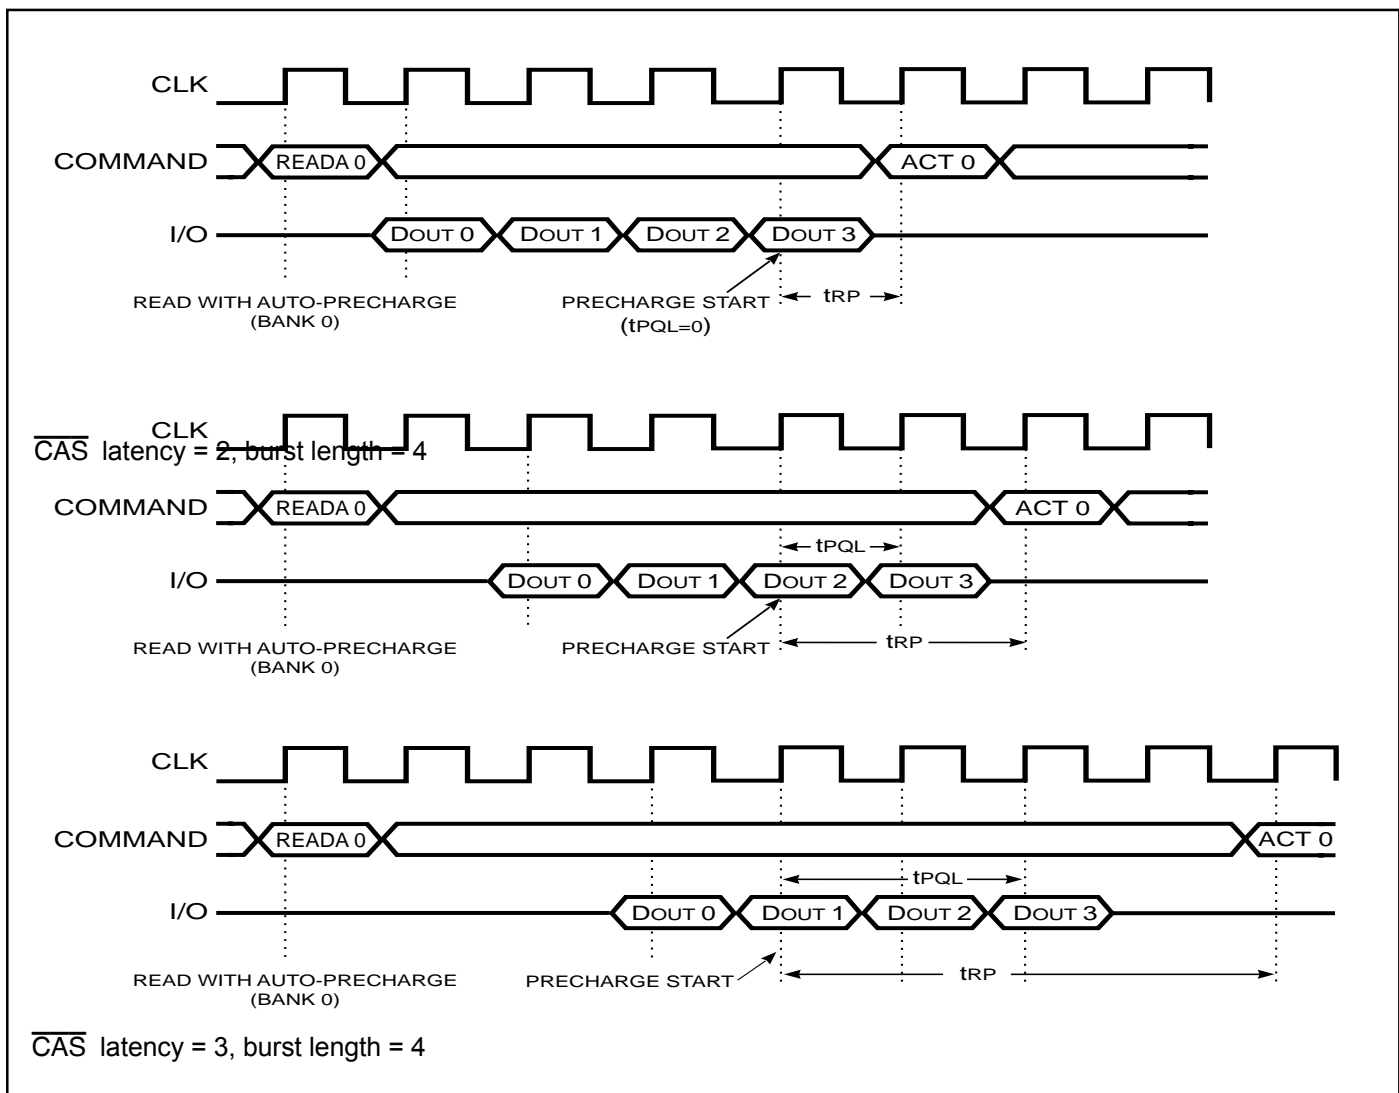 CLK
COMMAND READA 0 ACT 0
I/O DOUT 0 DOUT 1 DOUT 2 DOUT 3
READ WITH AUTO-PRECHARGE
(BANK 0)
PRECHARGE START
(tPQL=0)
tRP
CLK
CAS latency = 2, burst length = 4
COMMAND READA 0 ACT 0
tPQL
I/O DOUT 0 DOUT 1 DOUT 2 DOUT 3
READ WITH AUTO-PRECHARGE
(BANK 0)
PRECHARGE START
tRP
CLK
COMMAND READA 0 ACT 0
tPQL
I/O DOUT 0 DOUT 1 DOUT 2 DOUT 3
READ WITH AUTO-PRECHARGE
(BANK 0)
PRECHARGE START
tRP
CAS latency = 3, burst length = 4